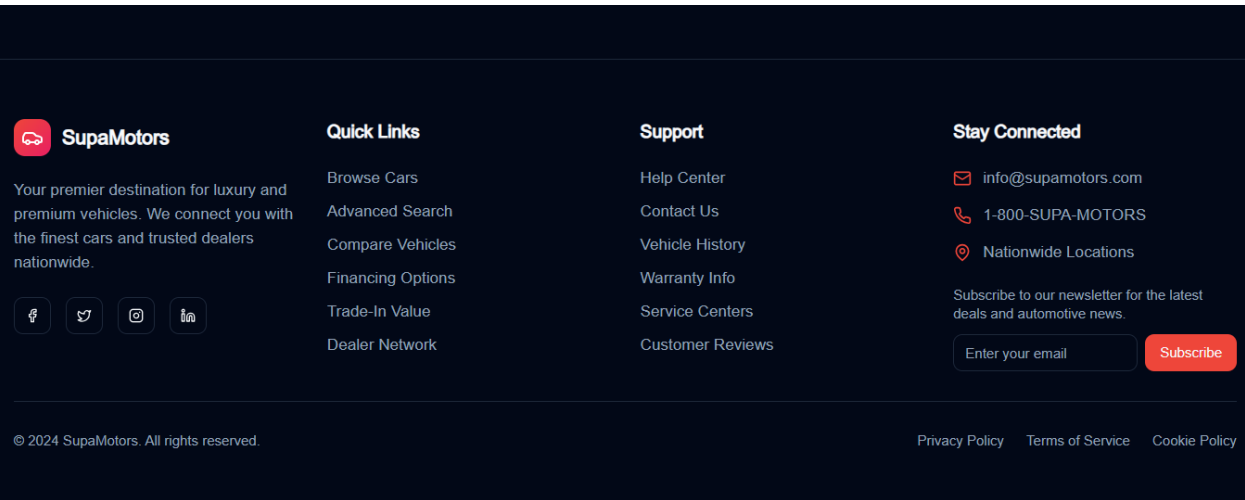 SupaMotors
Your premier destination for luxury and
premium vehicles. We connect you with
the finest cars and trusted dealers
nationwide.
Quick Links
Browse Cars
Advanced Search
Compare Vehicles
Financing Options
Trade-In Value
Dealer Network
Support
Help Center
Contact Us
Vehicle History
Warranty Info
Service Centers
Customer Reviews
Stay Connected
info@supamotors.com
1-800-SUPA-MOTORS
Nationwide Locations
Subscribe to our newsletter for the latest
deals and automotive news.
Enter your email
Subscribe
© 2024 SupaMotors. All rights reserved.
Privacy Policy Terms of Service Cookie Policy